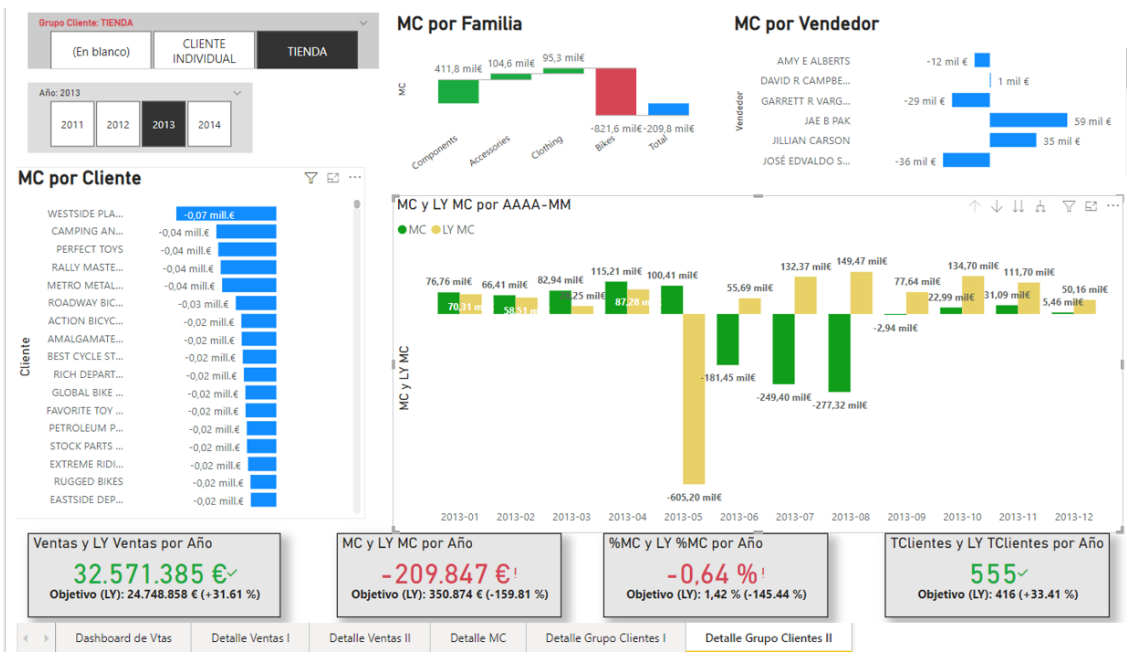 Grupo Cliente: TIENDA
(En blanco)
CLIENTE
INDIVIDUAL
TIENDA
Año: 2013
2011
2012
2013
2014
MC por Familia
MC
411,8 mil€
104,6 mil€
95,3 mil€
-821,6 mil€
-209,8 mil€
Components
Accessories
Clothing
Bikes
Total
MC por Vendedor
Vendedor
AMY E ALBERTS
-12 mil €
DAVID R CAMPBE...
1 mil €
GARRETT R VARG...
-29 mil €
JAE B PAK
59 mil €
JILLIAN CARSON
35 mil €
JOSÉ EDVALDO S...
-36 mil €
MC por Cliente
Cliente
WESTSIDE PLA...
-0,07 mill.€
CAMPING AN...
-0,04 mill.€
PERFECT TOYS
-0,04 mill.€
RALLY MASTE...
-0,04 mill.€
METRO METAL...
-0,04 mill.€
ROADWAY BIC...
-0,03 mill.€
ACTION BICYC...
-0,02 mill.€
AMALGAMATE...
-0,02 mill.€
BEST CYCLE ST...
-0,02 mill.€
RICH DEPART...
-0,02 mill.€
GLOBAL BIKE ...
-0,02 mill.€
FAVORITE TOY ...
-0,02 mill.€
PETROLEUM P...
-0,02 mill.€
STOCK PARTS ...
-0,02 mill.€
EXTREME RIDI...
-0,02 mill.€
RUGGED BIKES
-0,02 mill.€
EASTSIDE DEP...
-0,02 mill.€
MC y LY MC por AAAA-MM
MC
LY MC
MC y LY MC
76,76 mil€
70,31 m
66,41 mil€
58,51 m
82,94 mil€
115,21 mil€
87,28 m
100,41 mil€
-605,20 mil€
-181,45 mil€
55,69 mil€
-249,40 mil€
132,37 mil€
-277,32 mil€
149,47 mil€
-2,94 mil€
77,64 mil€
22,99 mil€
134,70 mil€
31,09 mil€
111,70 mil€
5,46 mil€
50,16 mil€
2013-01
2013-02
2013-03
2013-04
2013-05
2013-06
2013-07
2013-08
2013-09
2013-10
2013-11
2013-12
Ventas y LY Ventas por Año
32.571.385 €
Objetivo (LY): 24.748.858 € (+31.61 %)
MC y LY MC por Año
-209.847 €!
Objetivo (LY): 350.874 € (-159.81 %)
%MC y LY %MC por Año
-0,64 %!
Objetivo (LY): 1,42 % (-145.44 %)
TClientes y LY TClientes por Año
555
Objetivo (LY): 416 (+33.41 %)
Dashboard de Vtas
Detalle Ventas I
Detalle Ventas II
Detalle MC
Detalle Grupo Clientes I
Detalle Grupo Clientes II